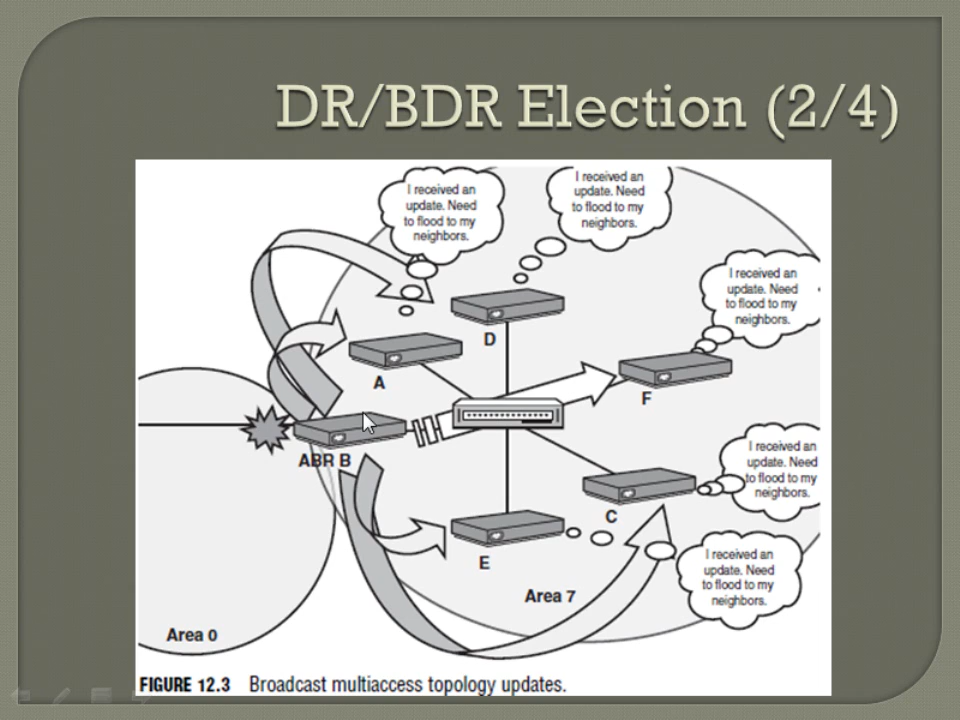 DR/BDR Election (2/4)
I received an
update. Need
to flood to my
neighbors.
I received an
update. Need
to flood to my
neighbors.
I received an
update. Need
to flood to my
neighbors.
D
A
F
ABR B
I received an
update. Need
to flood to my
neighbors.
C
E
I received an
update. Need
to flood to my
neighbors.
Area 7
Area 0
FIGURE 12.3 Broadcast multiaccess topology updates.